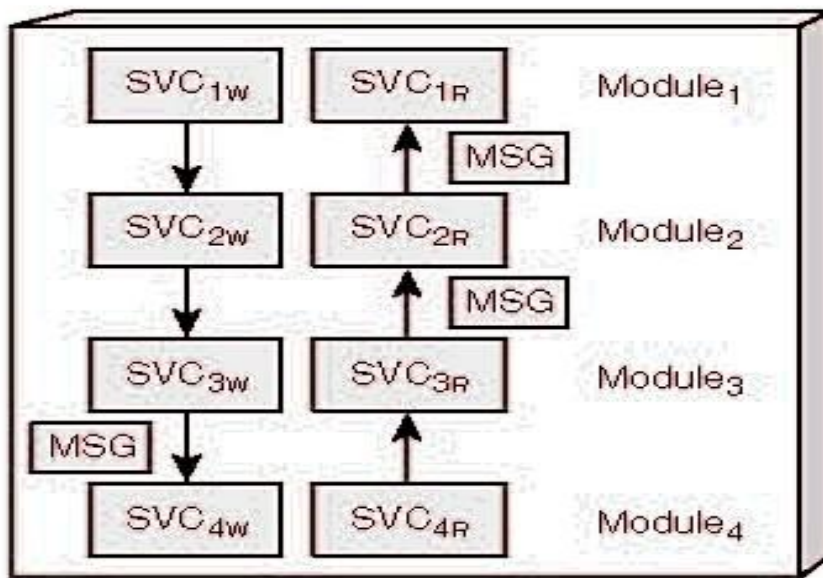 SVC1W SVC1R Module1
MSG
SVC2W SVC2R Module2
MSG
SVC3W SVC3R Module3
MSG
SVC4W SVC4R Module4